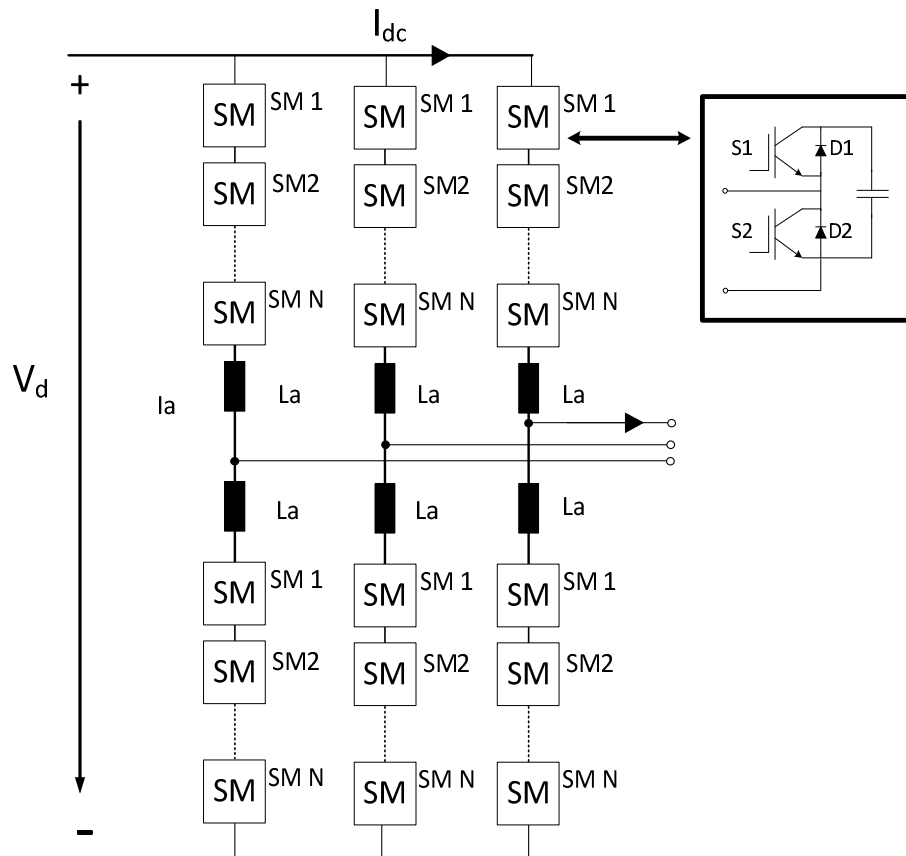 Idc
+
SM SM 1 SM SM 1 SM SM 1
S1 D1
SM SM2 SM SM2 SM SM2
S2 D2
SM SM N SM SM N SM SM N
Vd
Ia La La La
La La La
SM SM 1 SM SM 1 SM SM 1
SM SM2 SM SM2 SM SM2
SM SM N SM SM N SM SM N
-